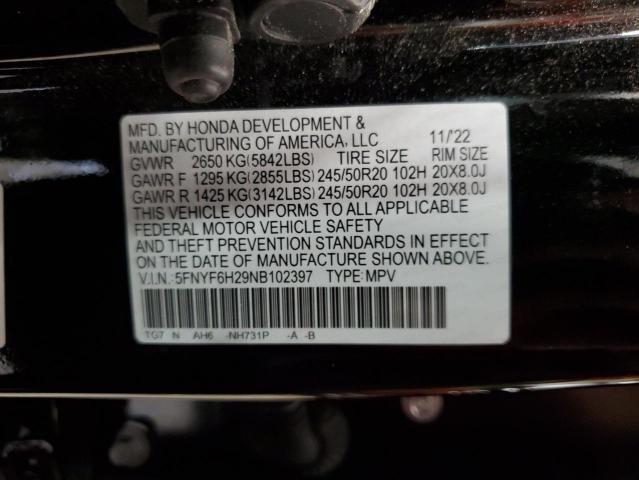 MFD. BY HONDA DEVELOPMENT &
MANUFACTURING OF AMERICA, LLC 11/'22
GVWR 2650 KG(5842LBS) TIRE SIZE RIM SIZE
GAWR F 1295 KG(2855LBS) 245/50R20 102H 20X8.0J
GAWR R 1425 KG(3142LBS) 245/50R20 102H 20X8.0J
THIS VEHICLE CONFORMS TO ALL APPLICABLE
FEDERAL MOTOR VEHICLE SAFETY
AND THEFT PREVENTION STANDARDS IN EFFECT
ON THE DATE OF MANUFACTURE SHOWN ABOVE.
V.I.N.:5FNYF6H29NB102397 TYPE:MPV
TG7 N AH6 -NH731P -A -B